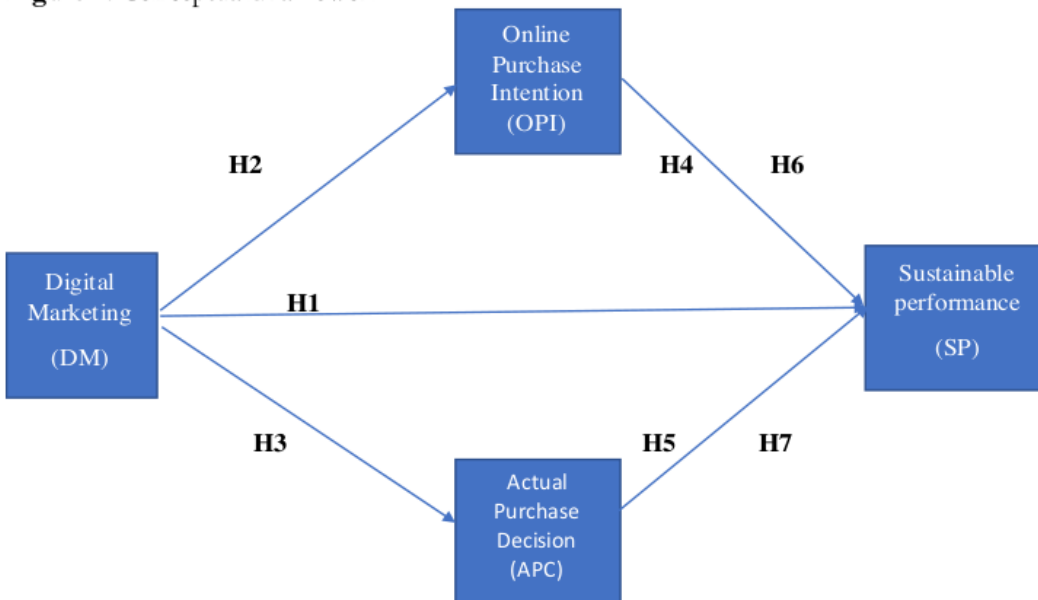 Online
Purchase
Intention
(OPI)
H2
H4
H6
Digital
Marketing
(DM)
H1
Sustainable
performance
(SP)
H3
H5
H7
Actual
Purchase
Decision
(APC)